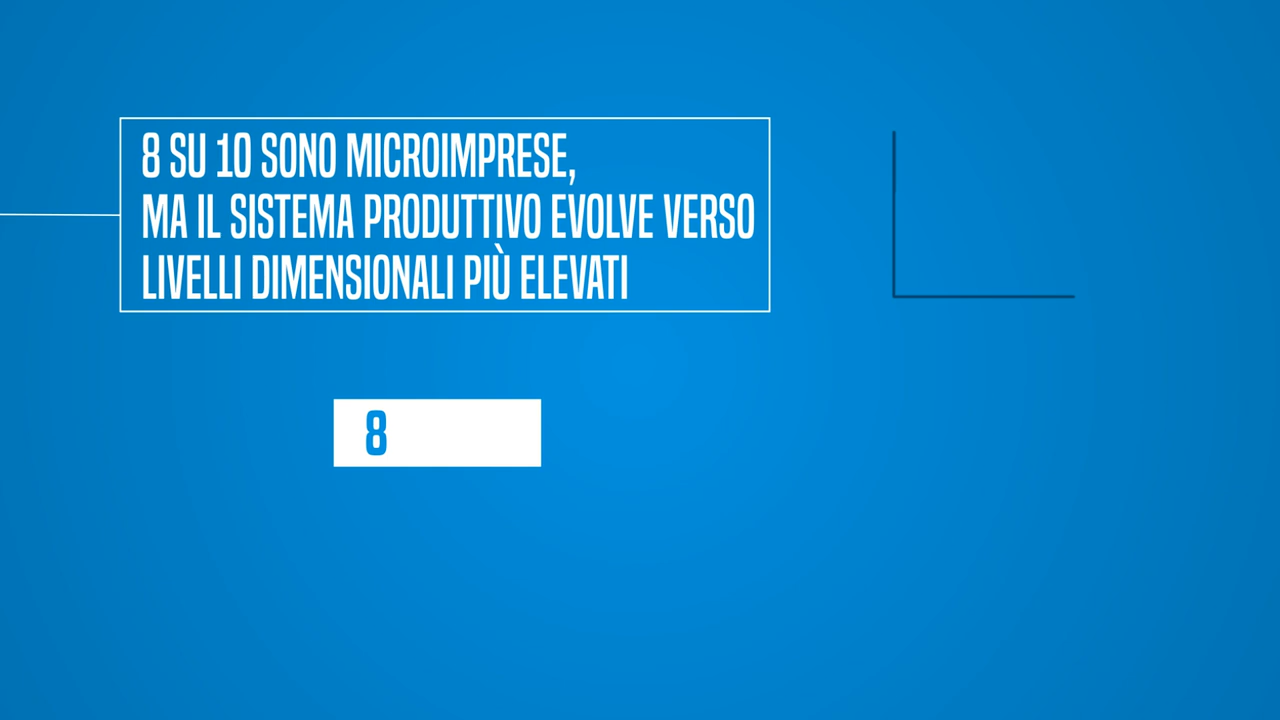 8 SU 10 SONO MICROIMPRESE,
MA IL SISTEMA PRODUTTIVO EVOLVE VERSO
LIVELLI DIMENSIONALI PIÙ ELEVATI
8